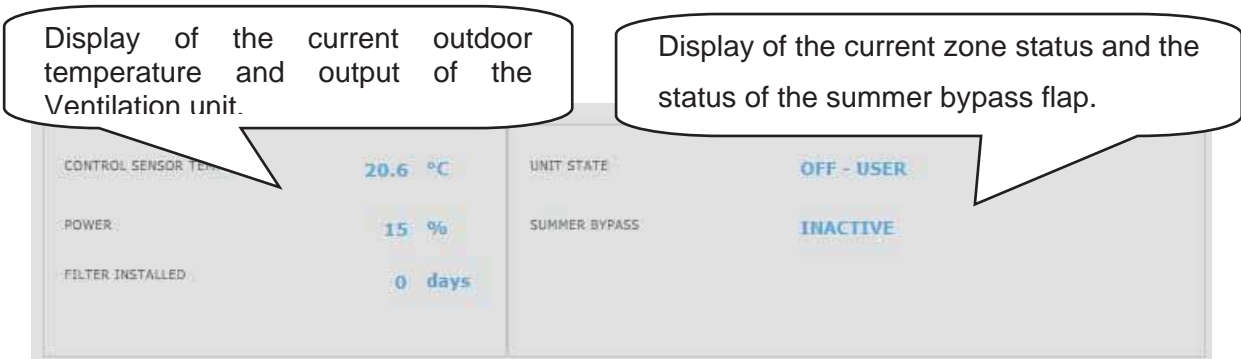 Display of the current outdoor
temperature and output of the
Ventilation unit.
Display of the current zone status and the
status of the summer bypass flap.
CONTROL SENSOR
20.6 °C
POWER
15 %
FILTER INSTALLED
0 days
UNIT STATE
OFF - USER
SUMMER BYPASS
INACTIVE